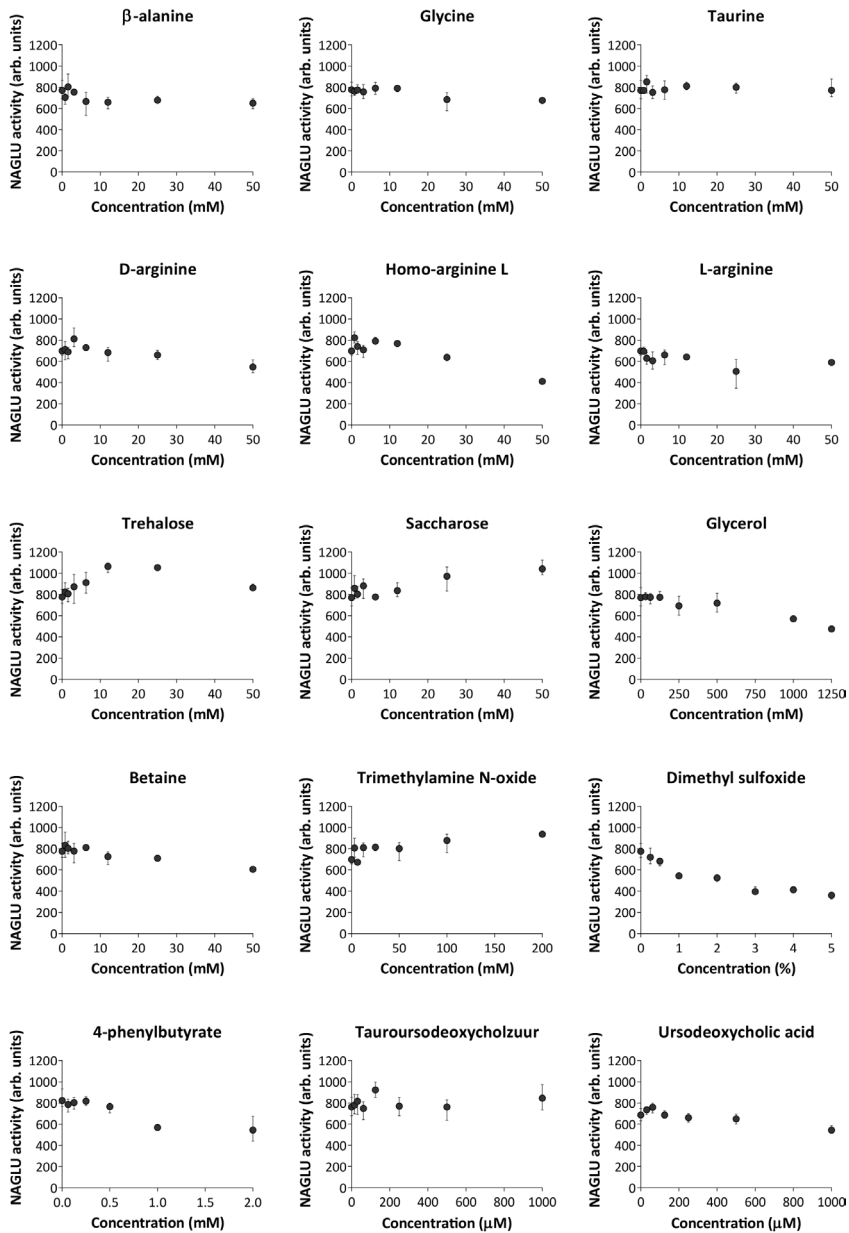 β-alanine
NAGLU activity (arb. units)
1200
1000
800
600
400
200
0
0 10 20 30 40 50
Concentration (mM)
Glycine
NAGLU activity (arb. units)
1200
1000
800
600
400
200
0
0 10 20 30 40 50
Concentration (mM)
Taurine
NAGLU activity (arb. units)
1200
1000
800
600
400
200
0
0 10 20 30 40 50
Concentration (mM)
D-arginine
NAGLU activity (arb. units)
1200
1000
800
600
400
200
0
0 10 20 30 40 50
Concentration (mM)
Homo-arginine L
NAGLU activity (arb. units)
1200
1000
800
600
400
200
0
0 10 20 30 40 50
Concentration (mM)
L-arginine
NAGLU activity (arb. units)
1200
1000
800
600
400
200
0
0 10 20 30 40 50
Concentration (mM)
Trehalose
NAGLU activity (arb. units)
1200
1000
800
600
400
200
0
0 10 20 30 40 50
Concentration (mM)
Saccharose
NAGLU activity (arb. units)
1200
1000
800
600
400
200
0
0 10 20 30 40 50
Concentration (mM)
Glycerol
NAGLU activity (arb. units)
1200
1000
800
600
400
200
0
250 500 1000 1250
Concentration (mM)
Betaine
NAGLU activity (arb. units)
1200
1000
800
600
400
200
0
0 10 20 30 40 50
Concentration (mM)
Trimethylamine N-oxide
NAGLU activity (arb. units)
1200
1000
800
600
400
200
0
0 50 100 150 200
Concentration (mM)
Dimethyl sulfoxide
NAGLU activity (arb. units)
1200
1000
800
600
400
200
0
1 2 3 4 5
Concentration (%)
4-phenylbutyrate
NAGLU activity (arb. units)
1200
1000
800
600
400
200
0
0.0 0.5 1.0 1.5 2.0
Concentration (mM)
Tauroursodeoxycholzuur
NAGLU activity (arb. units)
1200
1000
800
600
400
200
0
0 200 400 600 800 1000
Concentration (μM)
Ursodeoxycholic acid
NAGLU activity (arb. units)
1200
1000
800
600
400
200
0
0 200 400 600 800 1000
Concentration (μM)